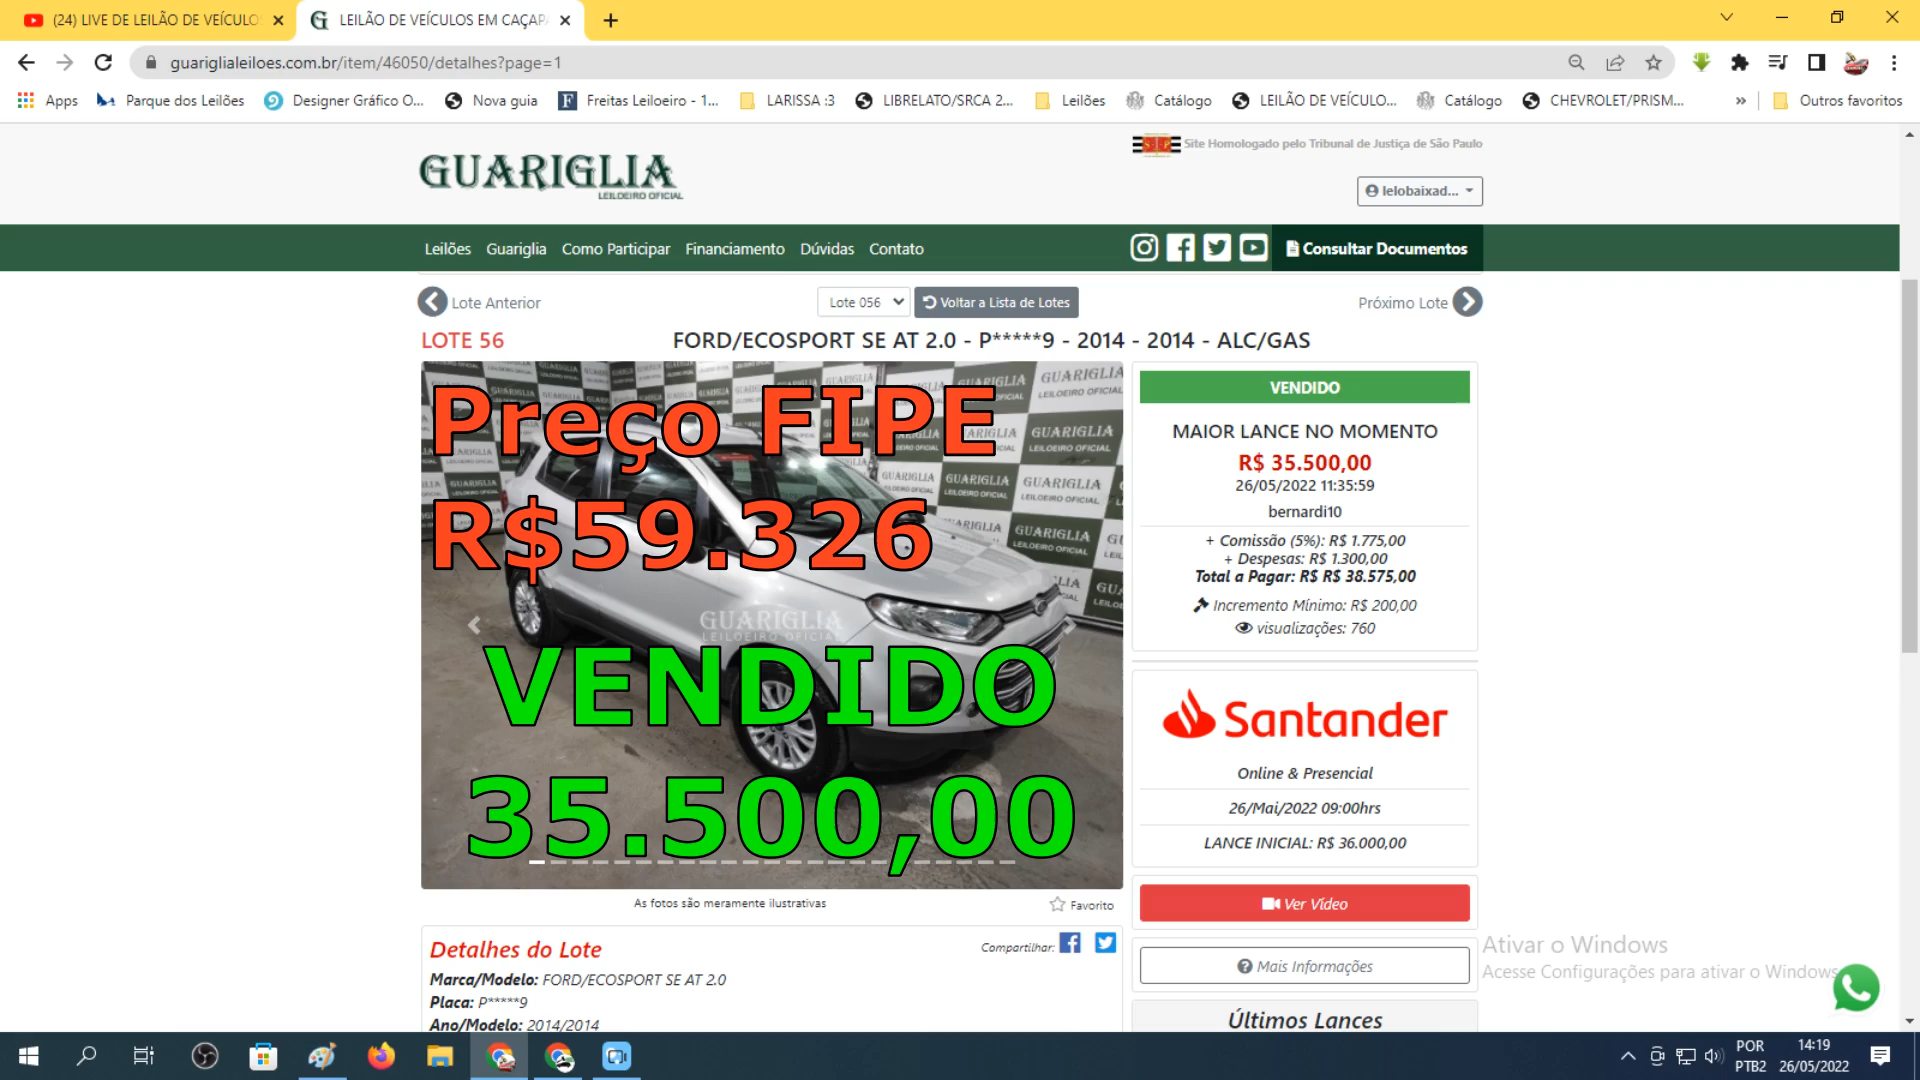 (24) LIVE DE LEILÃO DE VEÍCULO
LEILÃO DE VEÍCULOS EM CAÇAPA
guariglialeiloes.com.br/item/46050/detalhes?page=1
Apps
Parque dos Leilões
Designer Gráfico O...
Nova guia
Freitas Leiloeiro - 1...
LARISSA :3
LIBRELATO/SRCA 2...
Leilões
Catálogo
LEILÃO DE VEÍCULO...
Catálogo
CHEVROLET/PRISM...
»
Outros favoritos
Site Homologado pelo Tribunal de Justiça de São Paulo
GUARIGLIA
LEILOEIRO OFICIAL
lelobaixad...
Leilões Guariglia Como Participar Financiamento Dúvidas Contato
Consultar Documentos
Lote Anterior
Lote 056
Voltar a Lista de Lotes
Próximo Lote
LOTE 56
FORD/ECOSPORT SE AT 2.0 - P*****9 - 2014 - 2014 - ALC/GAS
Preço FIPE
R$59.326
GUARIGLIA
LEILOEIRO OFICIAL
VENDIDO
35.500,00
VENDIDO
MAIOR LANCE NO MOMENTO
R$ 35.500,00
26/05/2022 11:35:59
bernardi10
+ Comissão (5%): R$ 1.775,00
+ Despesas: R$ 1.300,00
Total a Pagar: R$ R$ 38.575,00
Incremento Mínimo: R$ 200,00
visualizações: 760
Santander
Online & Presencial
26/Mai/2022 09:00hrs
LANCE INICIAL: R$ 36.000,00
Ver Vídeo
Mais Informações
Últimos Lances
As fotos são meramente ilustrativas
Favorito
Detalhes do Lote
Compartilhar:
Marca/Modelo: FORD/ECOSPORT SE AT 2.0
Placa: P*****9
Ano/Modelo: 2014/2014
Ativar o Windows
Acesse Configurações para ativar o Windows
POR
PTB2
14:19
26/05/2022